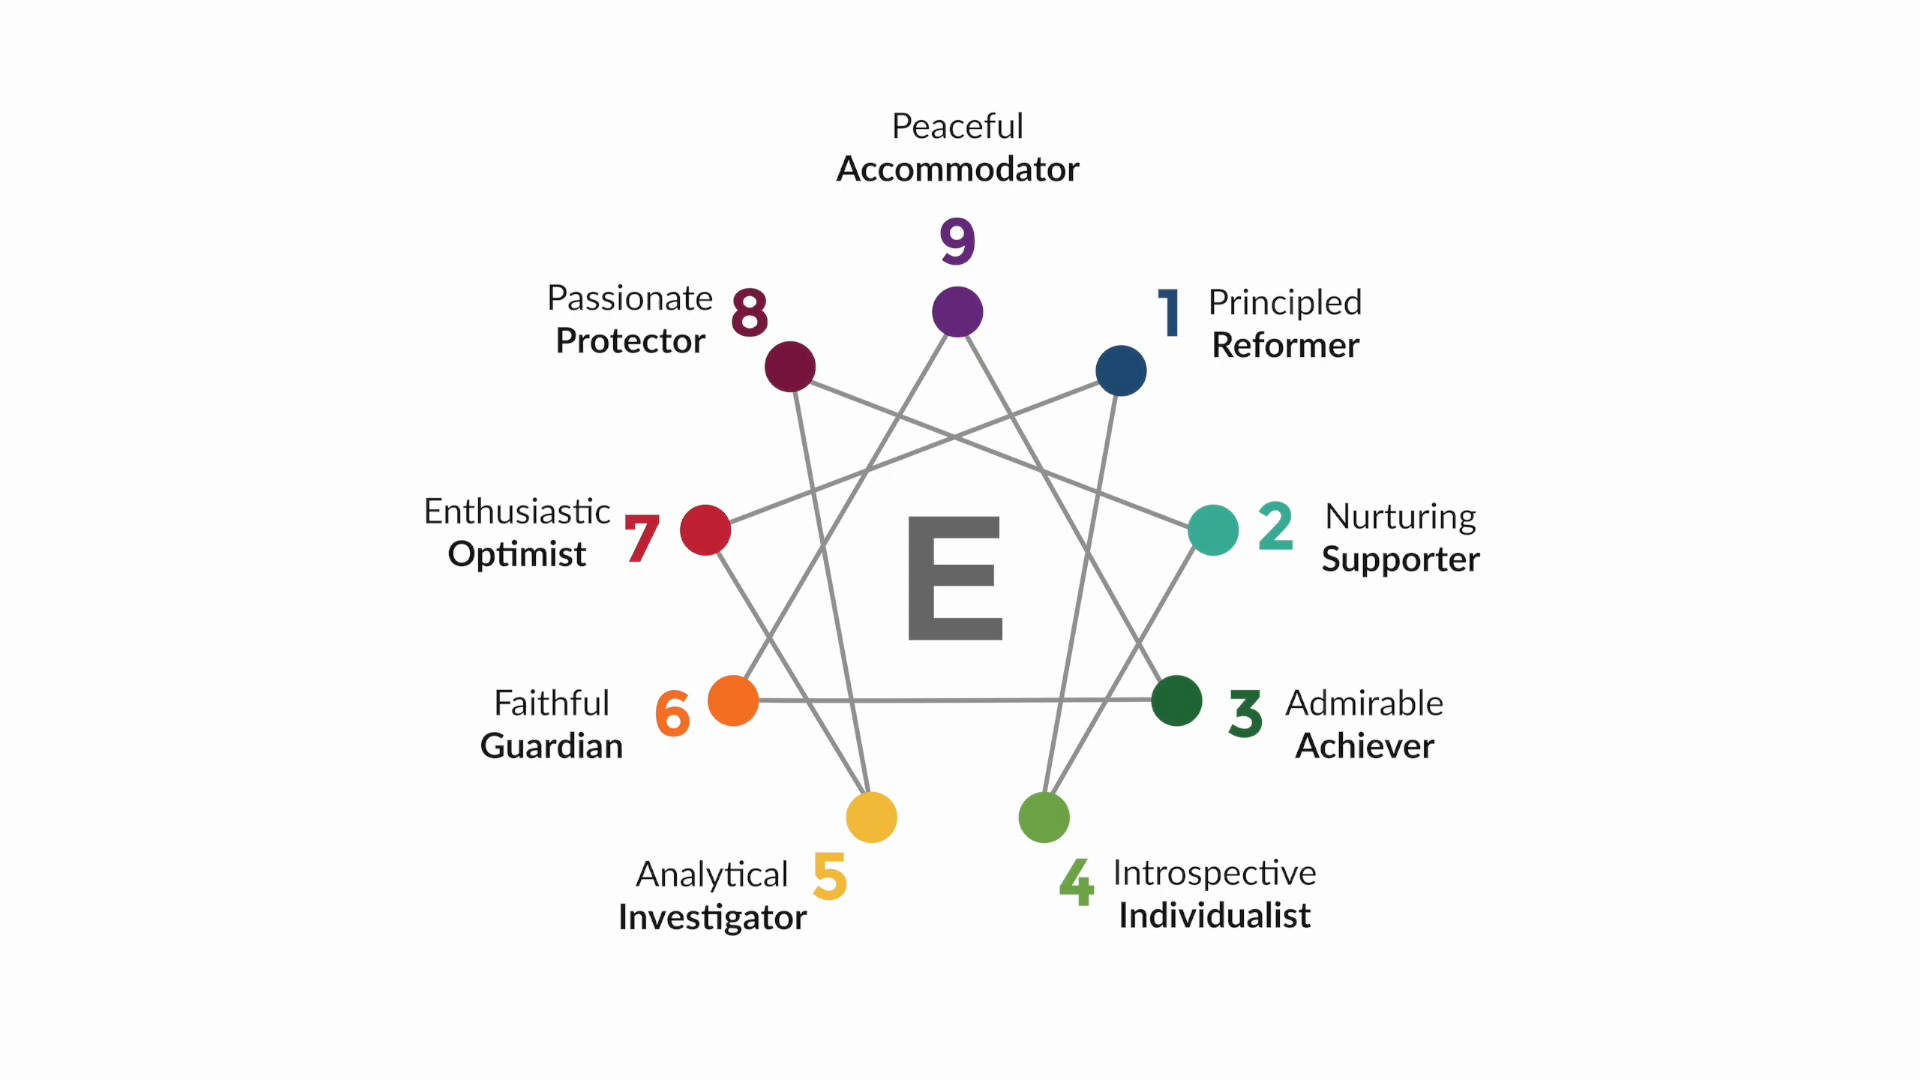 Peaceful
Accommodator
9
Passionate
Protector
8
1
Principled
Reformer
Enthusiastic
Optimist
7
E
2
Nurturing
Supporter
Faithful
Guardian
6
3
Admirable
Achiever
Analytical
Investigator
5
4
Introspective
Individualist